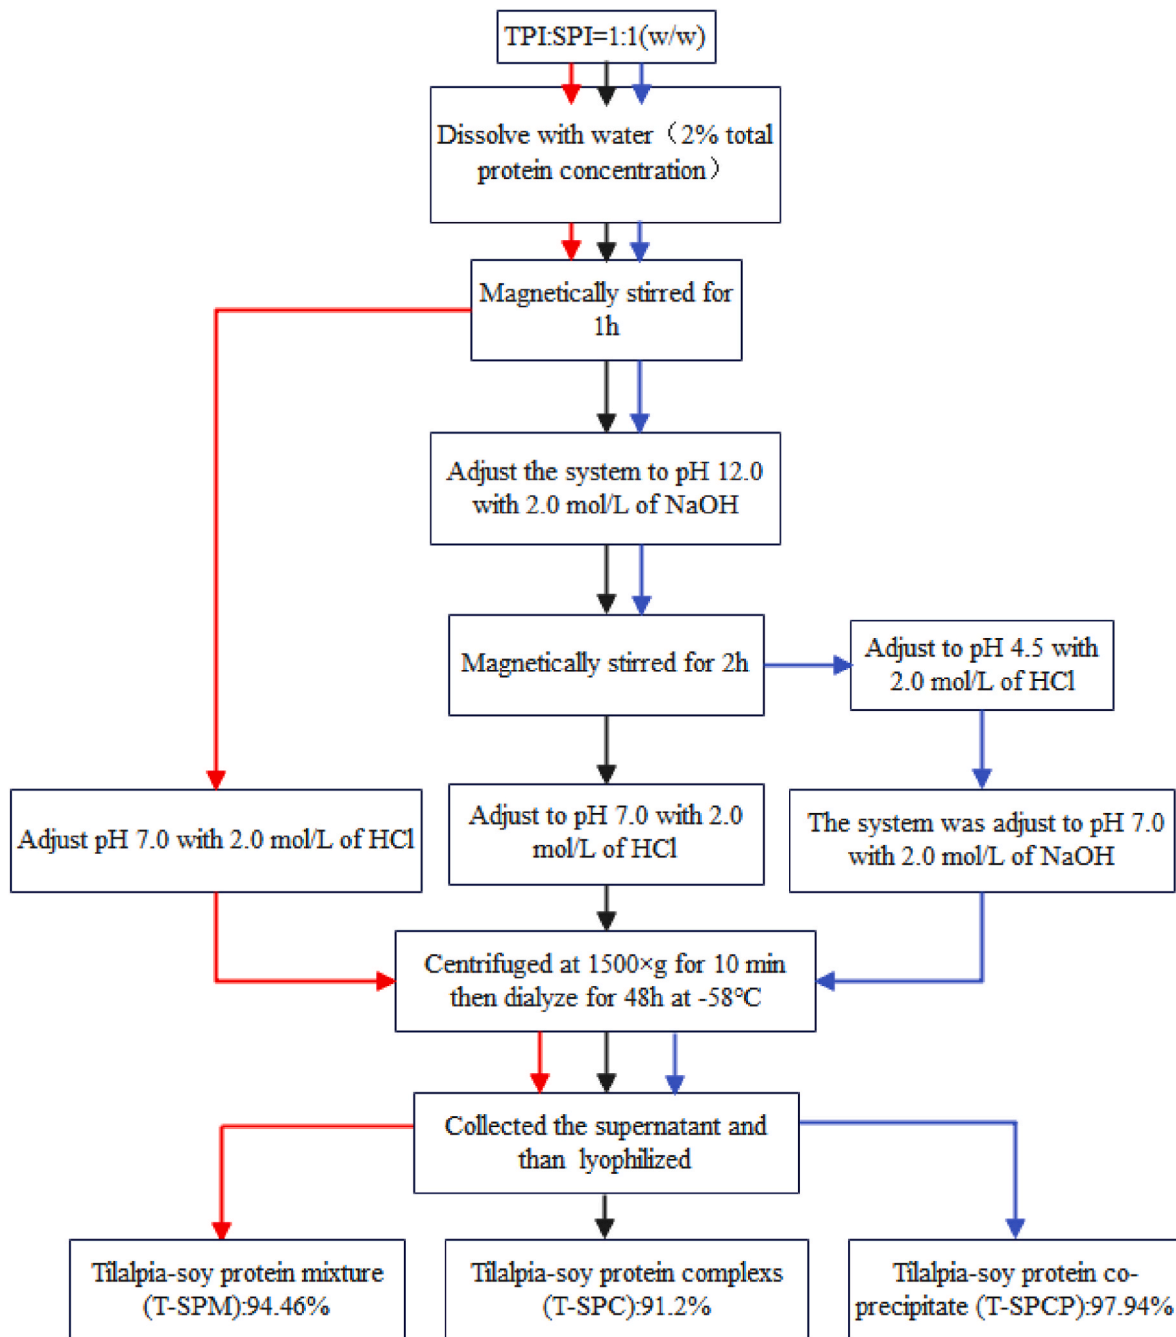 TPI:SPI=1:1(w/w)
Dissolve with water（2% total
protein concentration）
Magnetically stirred for
1h
Adjust the system to pH 12.0
with 2.0 mol/L of NaOH
Magnetically stirred for 2h
Adjust to pH 4.5 with
2.0 mol/L of HCl
Adjust pH 7.0 with 2.0 mol/L of HCl
Adjust to pH 7.0 with 2.0
mol/L of HCl
The system was adjust to pH 7.0
with 2.0 mol/L of NaOH
Centrifuged at 1500×g for 10 min
then dialyze for 48h at -58℃
Collected the supernatant and
than lyophilized
Tilalpia-soy protein mixture
(T-SPM):94.46%
Tilalpia-soy protein complexs
(T-SPC):91.2%
Tilalpia-soy protein co-
precipitate (T-SPCP):97.94%